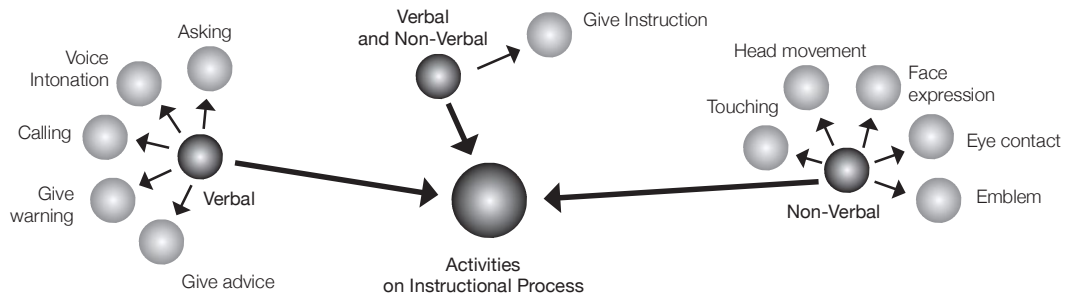 Asking
Voice
Intonation
Calling
Give
warning
Give advice
Verbal
Verbal
and Non-Verbal
Give Instruction
Activities
on Instructional Process
Head movement
Face
expression
Touching
Eye contact
Emblem
Non-Verbal